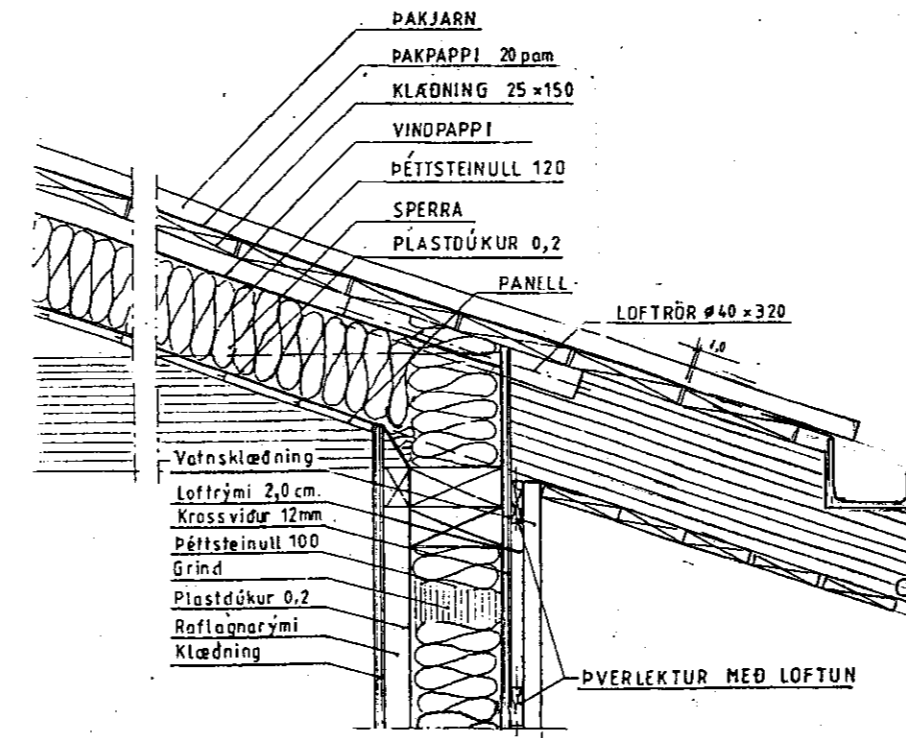 ÞAKJARN
ÞAKPAPPI 20 pam
KLÆÐNING 25 × 150
VINDPAPPI
ÞÉTTSTEINULL 120
SPERRA
PLASTDÚKUR 0,2
PANELL
LOFTRÖR ø40 × 320
1,0
Vatnsklæðning
Loftrými 2,0 cm.
Krossviður 12mm
Þéttsteinull 100
Grind
Plastdúkur 0,2
Raflagnarými
Klæðning
ÞVERLEKTUR MEÐ LOFTUN